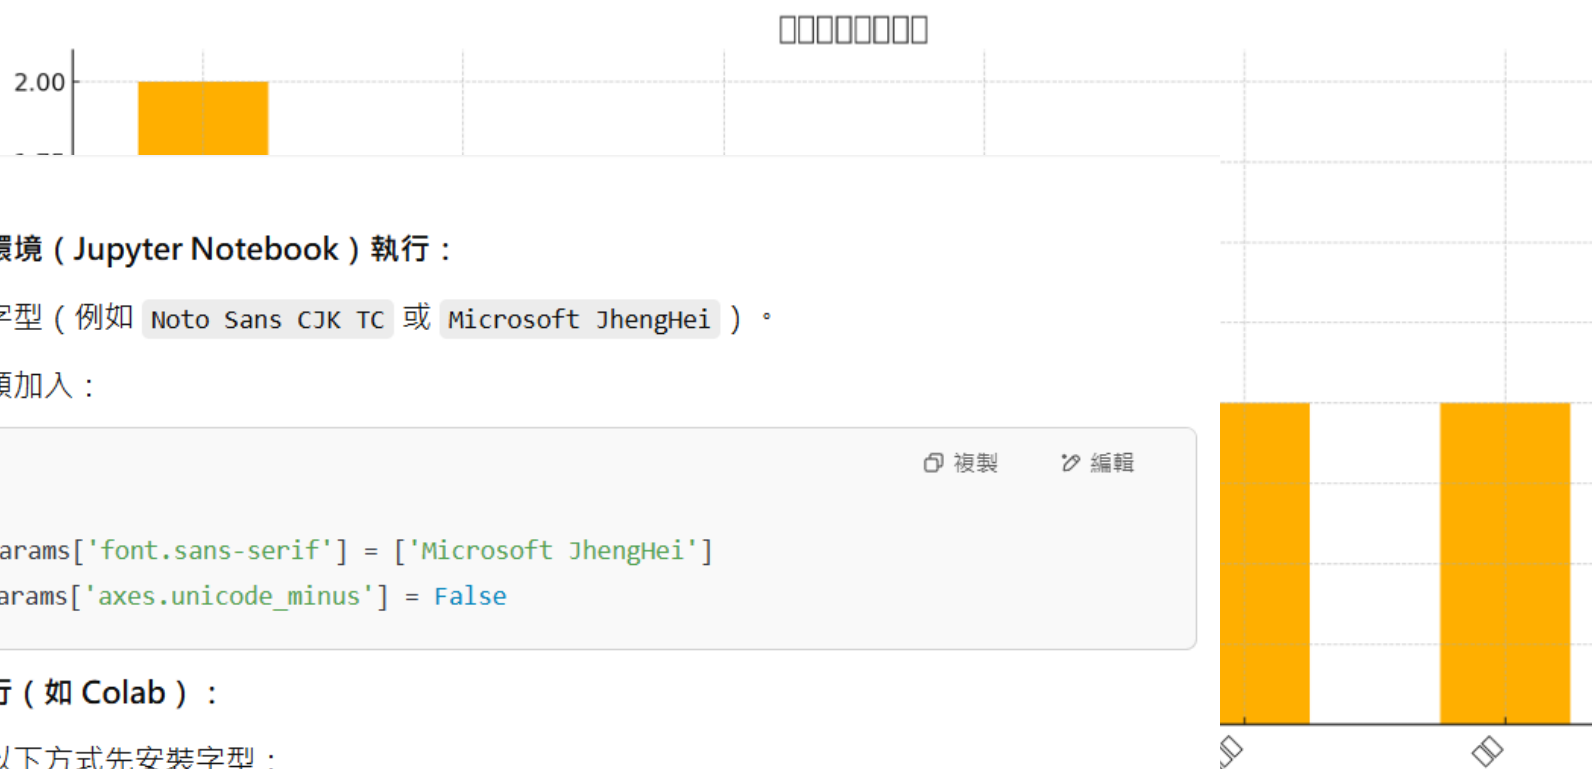 2.00
環境（Jupyter Notebook）執行：
字型（例如 Noto Sans CJK TC 或 Microsoft JhengHei）。
加入：
複製 編輯
arams['font.sans-serif'] = ['Microsoft JhengHei']
arams['axes.unicode_minus'] = False
行（如 Colab）：
以下方式先安裝字型：